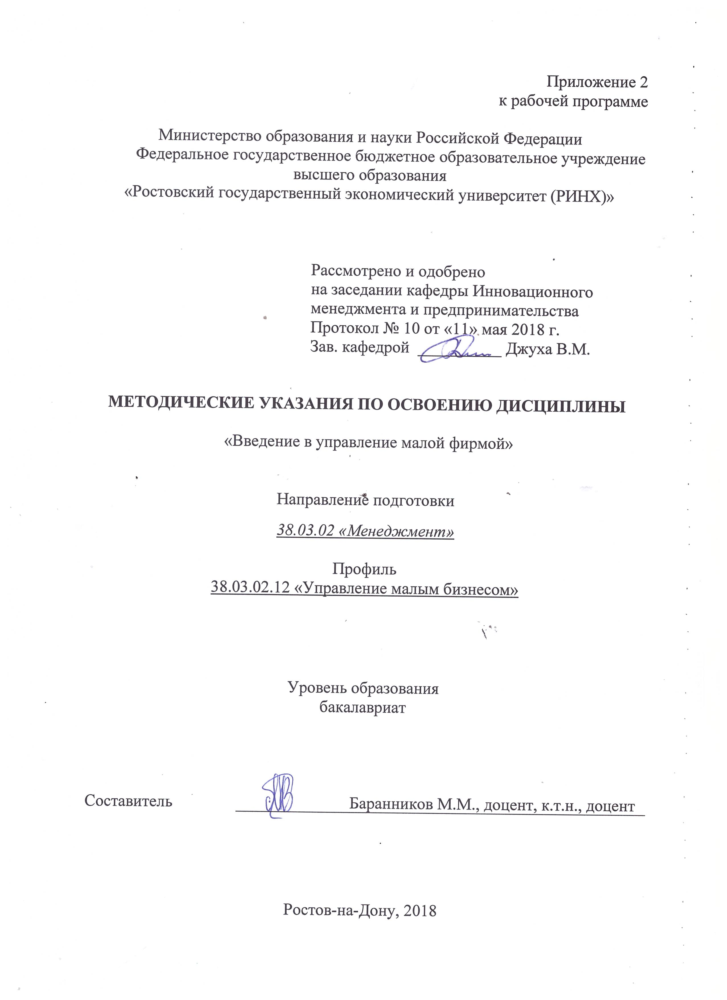 Приложение 2
к рабочей программе
Министерство образования и науки Российской Федерации
Федеральное государственное бюджетное образовательное учреждение
высшего образования
«Ростовский государственный экономический университет (РИНХ)»
Рассмотрено и одобрено
на заседании кафедры Инновационного
менеджмента и предпринимательства
Протокол № 10 от «11» мая 2018 г.
Зав. кафедрой Джуха В.М.
МЕТОДИЧЕСКИЕ УКАЗАНИЯ ПО ОСВОЕНИЮ ДИСЦИПЛИНЫ
«Введение в управление малой фирмой»
Направление подготовки
38.03.02 «Менеджмент»
Профиль
38.03.02.12 «Управление малым бизнесом»
Уровень образования
бакалавриат
Составитель Баранников М.М., доцент, к.т.н., доцент
Ростов-на-Дону, 2018